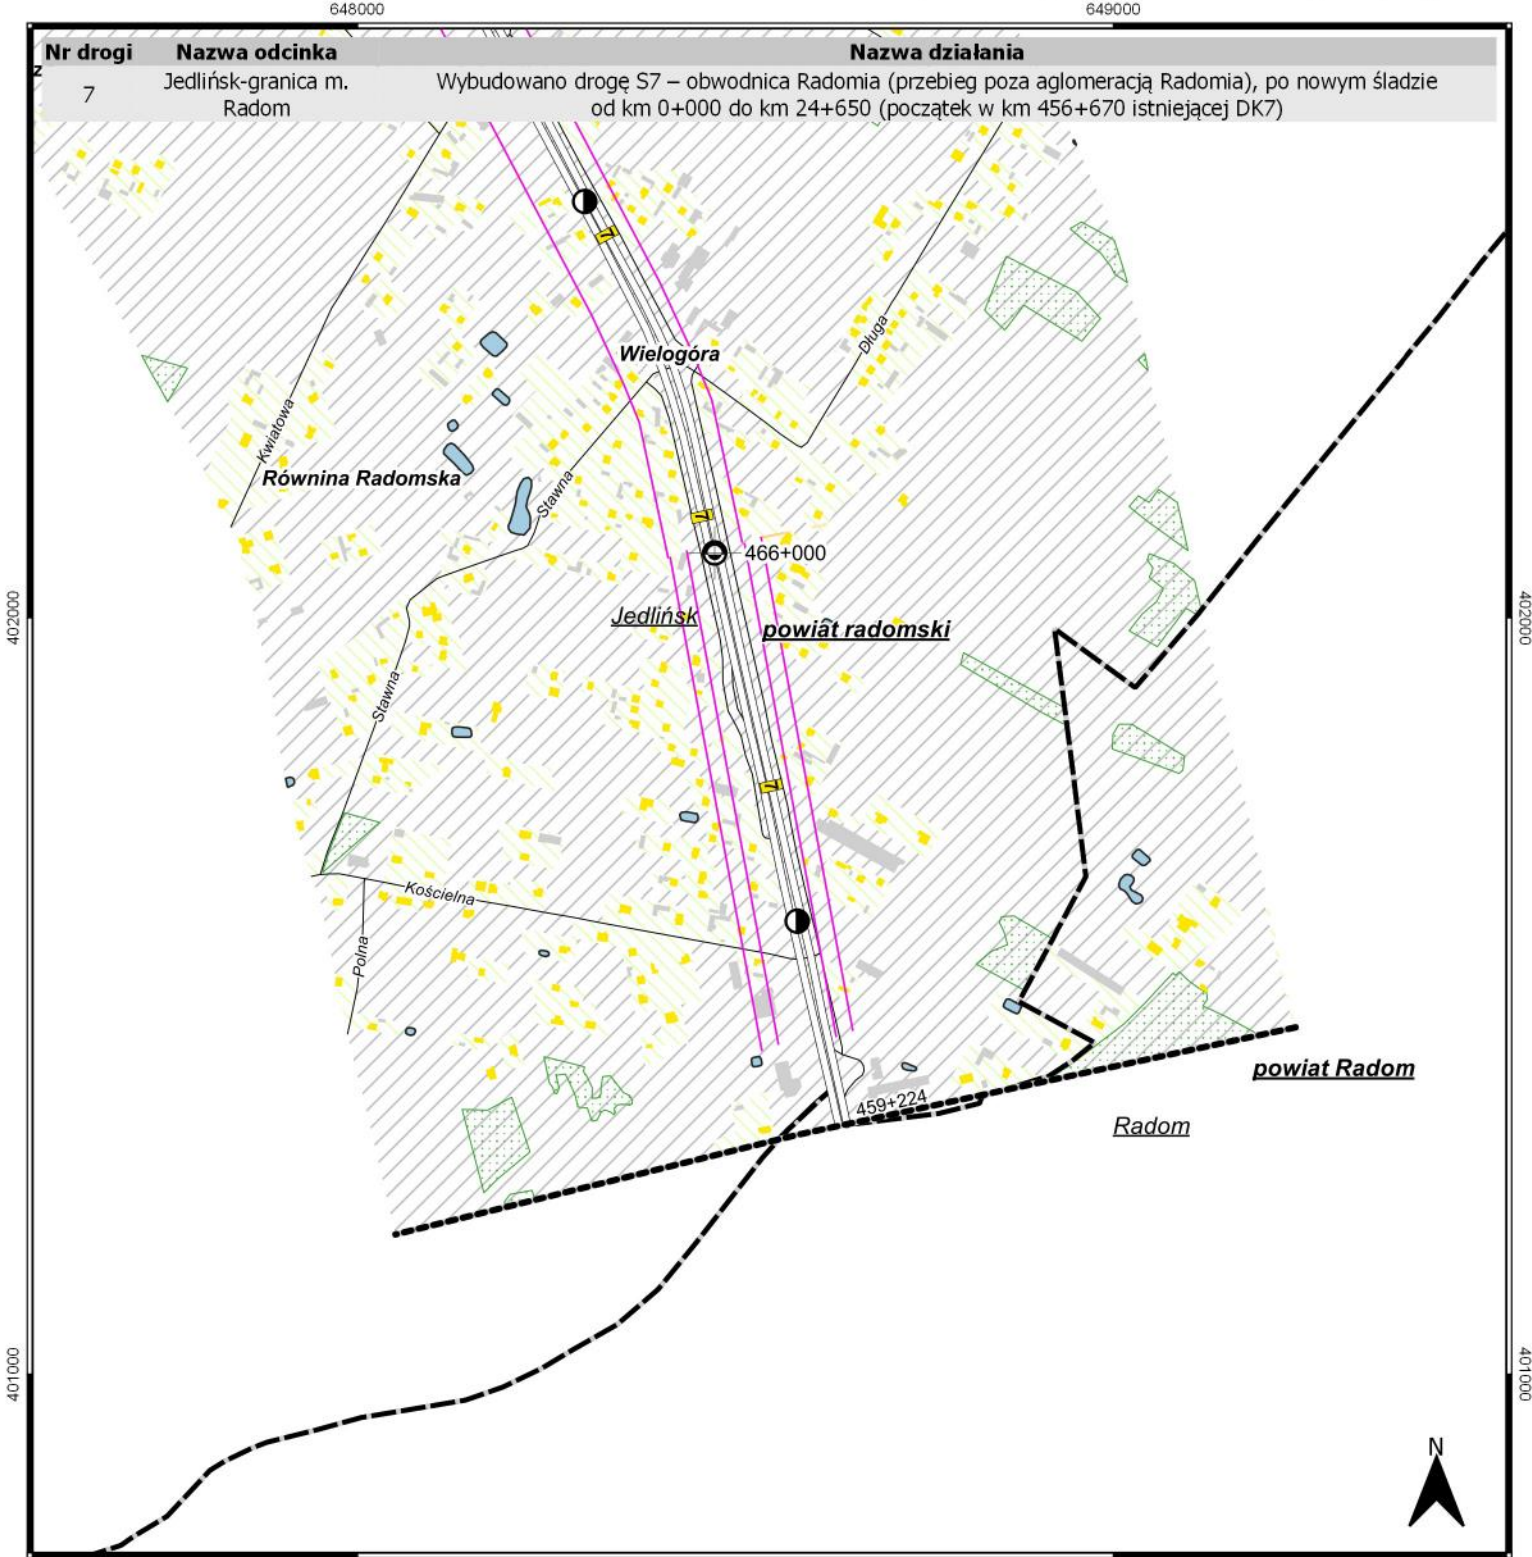 648000
649000
Nr drogi Nazwa odcinka Nazwa działania
7
Jedlińsk-granica m.
Radom
Wybudowano drogę S7 – obwodnica Radomia (przebieg poza aglomeracją Radomia), po nowym śladzie
od km 0+000 do km 24+650 (początek w km 456+670 istniejącej DK7)
7
Długa
Wielogóra
Kwiatowa
Równina Radomska
Stawna
7
466+000
402000
Jedlińsk
powiat radomski
402000
Stawna
7
Kościelna
Polna
powiat Radom
459+224
Radom
401000
401000
N